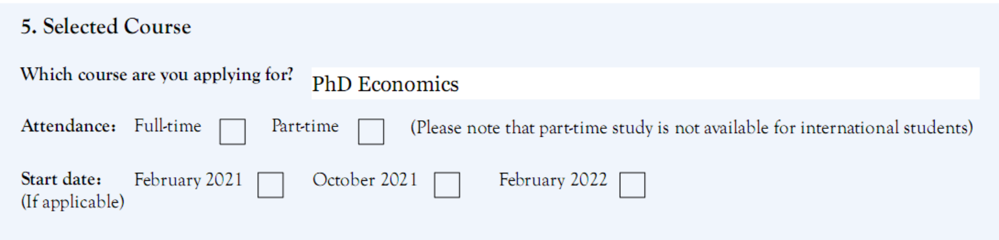 5. Selected Course
Which course are you applying for? PhD Economics
Attendance: Full-time Part-time (Please note that part-time study is not available for international students)
Start date: February 2021 October 2021 February 2022
(If applicable)